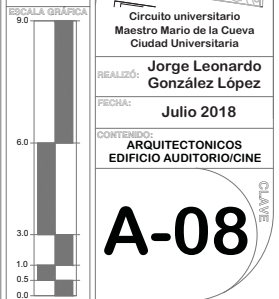 ESCALA GRÁFICA
9.0
6.0
3.0
1.0
0.5
0.0
Circuito universitario
Maestro Mario de la Cueva
Ciudad Universitaria
REALIZÓ:
Jorge Leonardo
González López
FECHA:
Julio 2018
CONTENIDO:
ARQUITECTONICOS
EDIFICIO AUDITORIO/CINE
A-08
CLAVE